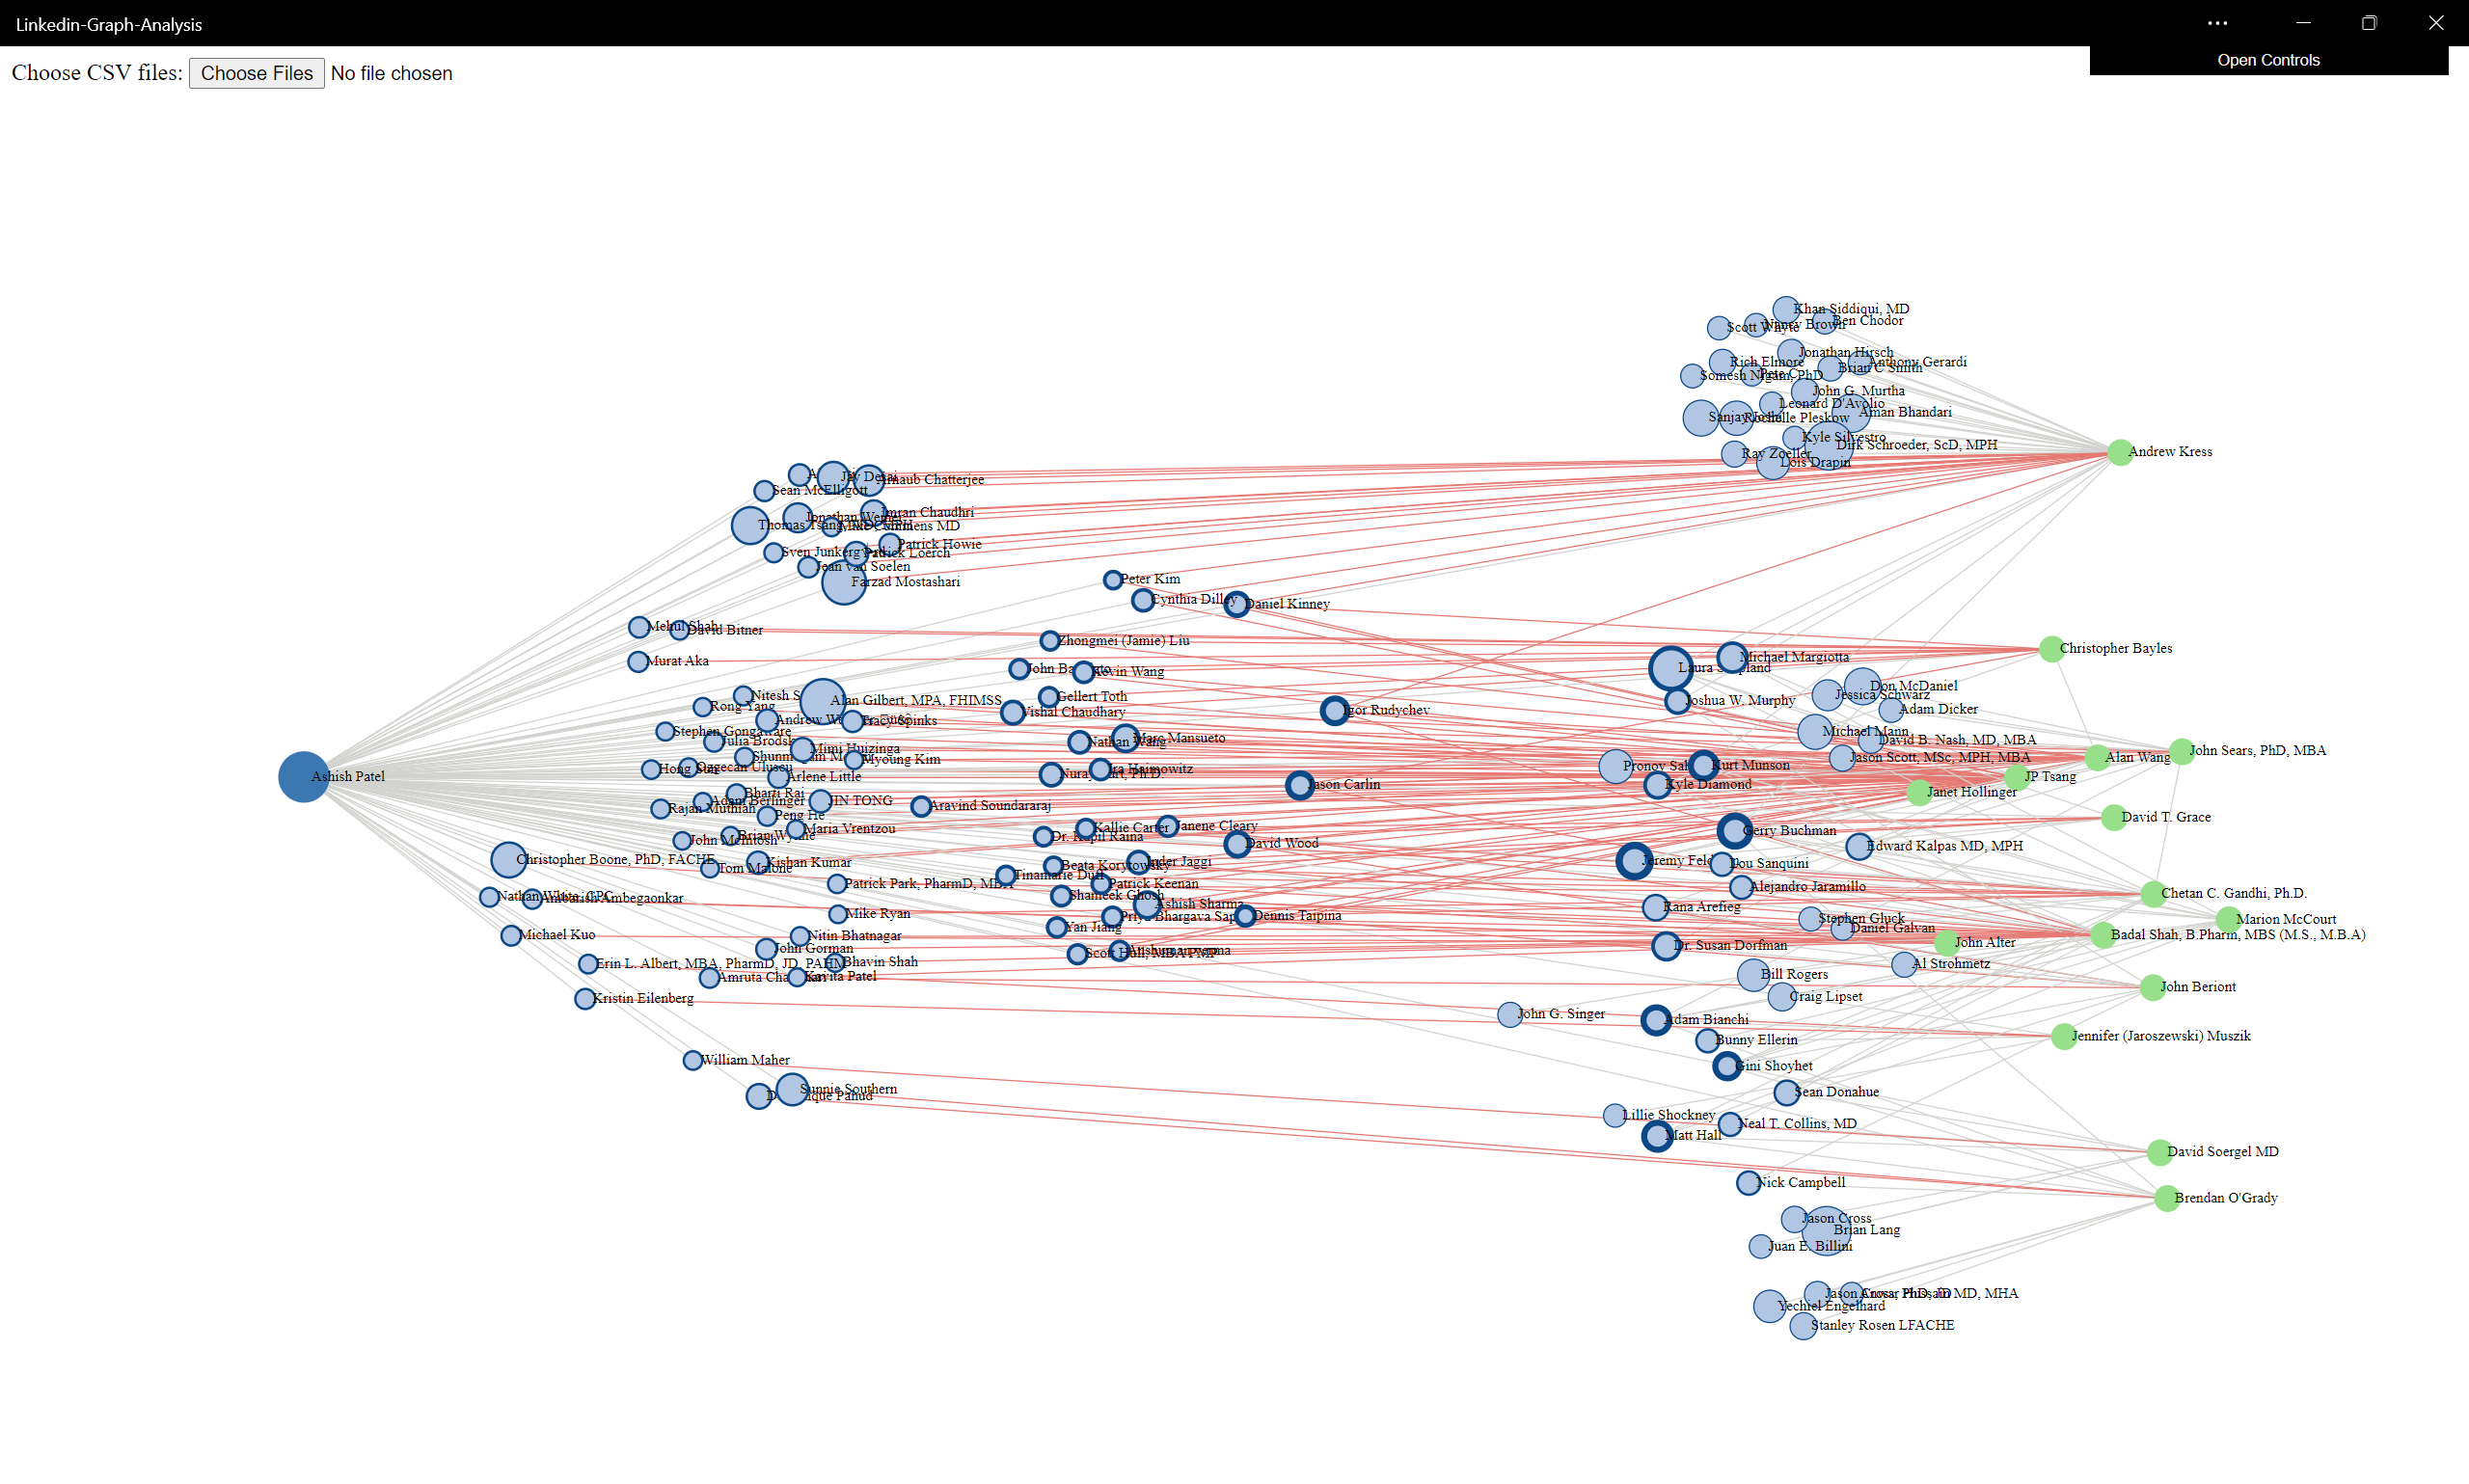 Linkedin-Graph-Analysis
Choose CSV files: Choose Files No file chosen
Open Controls
Khan Siddiqui, MD
Ben Chodor
Nancy Brown
Scott Whyte
Jonathan Hirsch
Rich Elmore
Anthony Gerardi
Brian C Smith
Somesh Nigam, PhD
Pete C
John G. Murtha
Leonard D'Avolio
Aman Bhandari
Sanjay Joshi
Rochelle Pleskow
Kyle Silvestro
Dirk Schroeder, ScD, MPH
Ray Zoeller
Lois Drapin
Andrew Kress
Jay Desai
Arnaub Chatterjee
Sean McElligott
Imran Chaudhri
Jonathan Weiner
Thomas Tsang
Mike Cummens MD
Patrick Howie
Sven Junkerg
Patrick Loerch
Jean van Soelen
Farzad Mostashari
Peter Kim
Cynthia Dilley
Daniel Kinney
Mehul Shah
David Bitner
Zhongmei (Jamie) Liu
Murat Aka
John Ba
Kevin Wang
Christopher Bayles
Michael Margiotta
Laura
Nitesh S
Alan Gilbert, MPA, FHIMSS
Gellert Toth
Joshua W. Murphy
Don McDaniel
Jessica Schwarz
Rong Yang
Vishal Chaudhary
Igor Rudychev
Adam Dicker
Andrew
Tracy Spinks
Stephen Gongaware
Julia Brodsk
Nathan Wang
Marc Mansueto
Michael Mann
David B. Nash, MD, MBA
Mimi Huizinga
Shunm
Myoung Kim
Jason Scott, MSc, MPH, MBA
Alan Wang
John Sears, PhD, MBA
Hong Sun
Ozgecan Uluscu
Ira Haimowitz
Pronoy Sah
Kurt Munson
Ashish Patel
Arlene Little
JP Tsang
Jason Carlin
Kyle Diamond
Janet Hollinger
Bharti Rai
Adam Berlinger
JIN TONG
Rajan Muthiah
Aravind Soundararaj
Peng He
David T. Grace
Maria Vrentzou
Kallie Carter
Janene Cleary
Gerry Buchman
Brian Wyllie
Dr. Kapil Raina
John McIntosh
David Wood
Edward Kalpas MD, MPH
Christopher Boone, PhD, FACHE
Kishan Kumar
Inder Jaggi
Jeremy Fel
Lou Sanquini
Tom Malone
Beata Korytowsky
Tinamarie Duff
Patrick Park, PharmD, MBA
Patrick Keenan
Alejandro Jaramillo
Nathan White, CPC
Ambarish Ambegaonkar
Shameek Ghosh
Ashish Sharma
Chetan C. Gandhi, Ph.D.
Rana Arefieg
Mike Ryan
Priya Bhargava Sap
Dennis Taipina
Stephen Gluck
Marion McCourt
Yan Jiang
Daniel Galvan
Michael Kuo
Nitin Bhatnagar
Badal Shah, B.Pharm, MBS (M.S., M.B.A)
John Gorman
Dr. Susan Dorfman
John Alter
Scott Hull, MBA PMP
Erin L. Albert, MBA, PharmD, JD, PAHM
Bhavin Shah
Al Strohmetz
Amruta Cha
Kavita Patel
Bill Rogers
John Beriont
Kristin Eilenberg
Craig Lipset
John G. Singer
Adam Bianchi
Bunny Ellerin
Jennifer (Jaroszewski) Muszik
William Maher
Gini Shoyhet
Sunnie Southern
Sean Donahue
Lillie Shockney
Neal T. Collins, MD
Matt Hall
David Soergel MD
Nick Campbell
Brendan O'Grady
Jason Cross
Brian Lang
Juan E. Billini
Jason Cross, PhD, JD
MD, MHA
Yechiel Engelhard
Stanley Rosen LFACHE